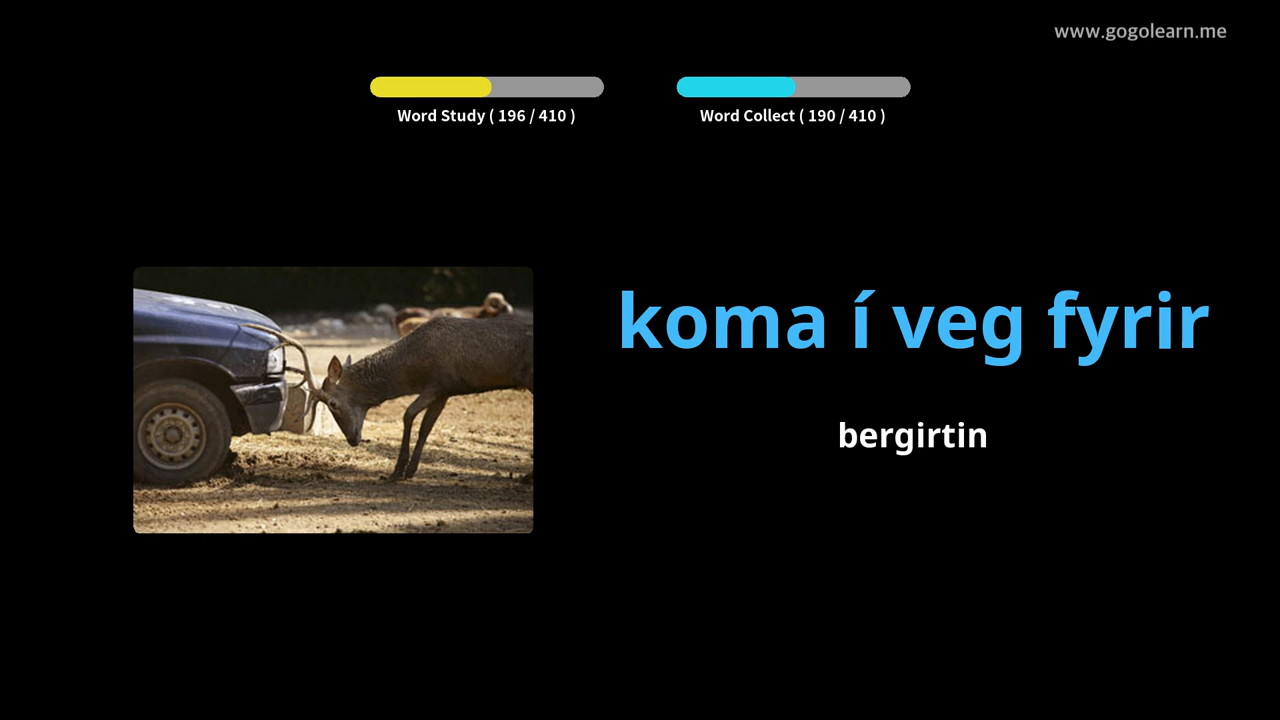 www.gogolearn.me
Word Study ( 196 / 410 )
Word Collect ( 190 / 410 )
koma í veg fyrir
bergirtin